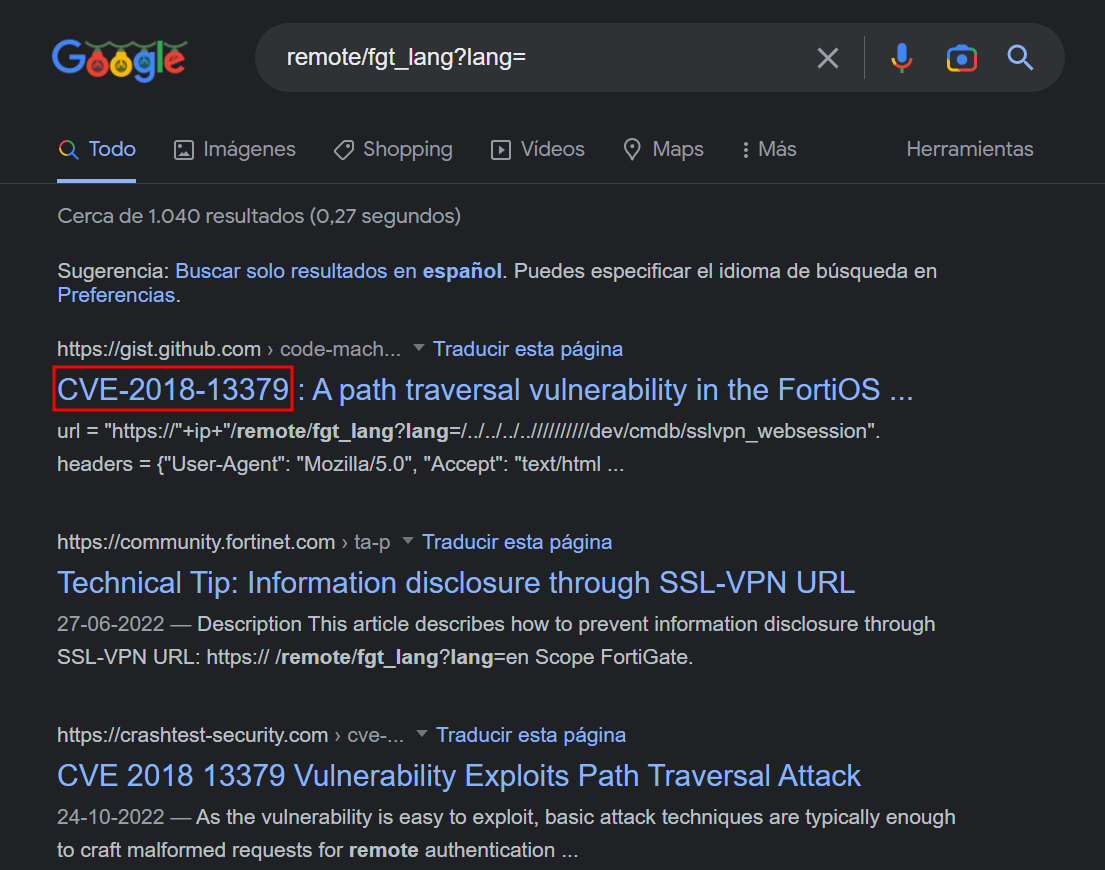 Google
remote/fgt_lang?lang=
Todo Imágenes Shopping Vídeos Maps Más Herramientas
Cerca de 1.040 resultados (0,27 segundos)
Sugerencia: Buscar solo resultados en español. Puedes especificar el idioma de búsqueda en
Preferencias.
https://gist.github.com › code-mach... Traducir esta página
CVE-2018-13379 : A path traversal vulnerability in the FortiOS ...
url = "https://"+ip+"/remote/fgt_lang?lang=/../../../..//////////dev/cmdb/sslvpn_websession".
headers = {"User-Agent": "Mozilla/5.0", "Accept": "text/html ...
https://community.fortinet.com › ta-p Traducir esta página
Technical Tip: Information disclosure through SSL-VPN URL
27-06-2022 — Description This article describes how to prevent information disclosure through
SSL-VPN URL: https:// /remote/fgt_lang?lang=en Scope FortiGate.
https://crashtest-security.com › cve-... Traducir esta página
CVE 2018 13379 Vulnerability Exploits Path Traversal Attack
24-10-2022 — As the vulnerability is easy to exploit, basic attack techniques are typically enough
to craft malformed requests for remote authentication ...